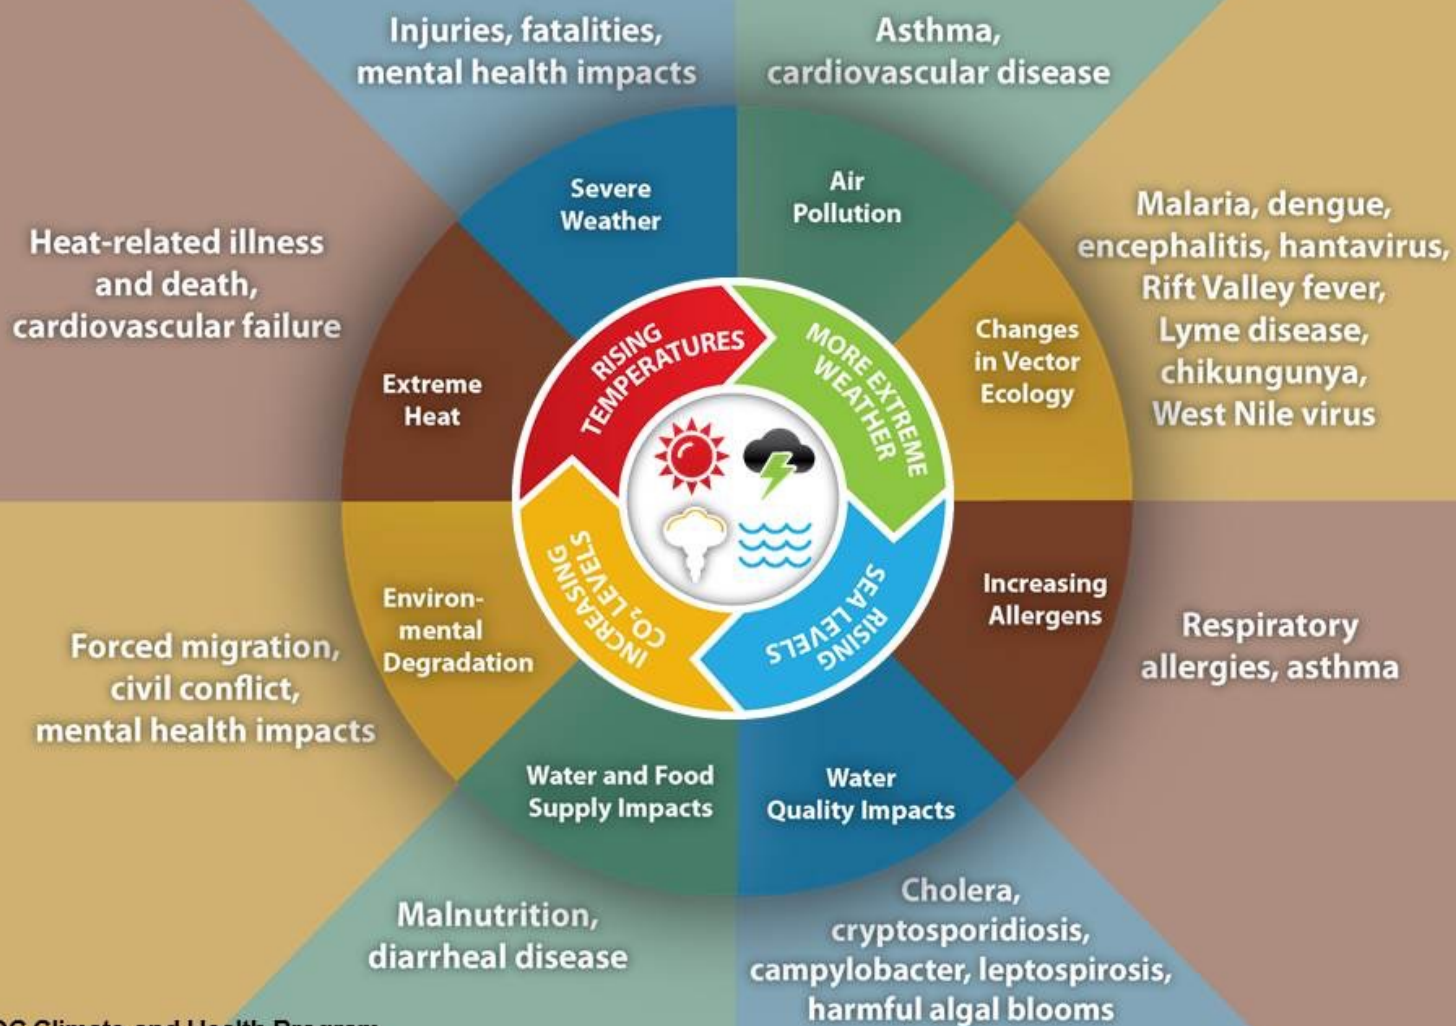 Injuries, fatalities,
mental health impacts
Asthma,
cardiovascular disease
Severe
Weather
Air
Pollution
Malaria, dengue,
encephalitis, hantavirus,
Rift Valley fever,
Lyme disease,
chikungunya,
West Nile virus
Heat-related illness
and death,
cardiovascular failure
Extreme
Heat
RISING
TEMPERATURES
MORE EXTREME
WEATHER
Changes
in Vector
Ecology
Environ-
mental
Degradation
INCREASING
CO₂ LEVELS
RISING
SEA LEVELS
Increasing
Allergens
Forced migration,
civil conflict,
mental health impacts
Respiratory
allergies, asthma
Water and Food
Supply Impacts
Water
Quality Impacts
Malnutrition,
diarrheal disease
Cholera,
cryptosporidiosis,
campylobacter, leptospirosis,
harmful algal blooms
Climate and Health Program